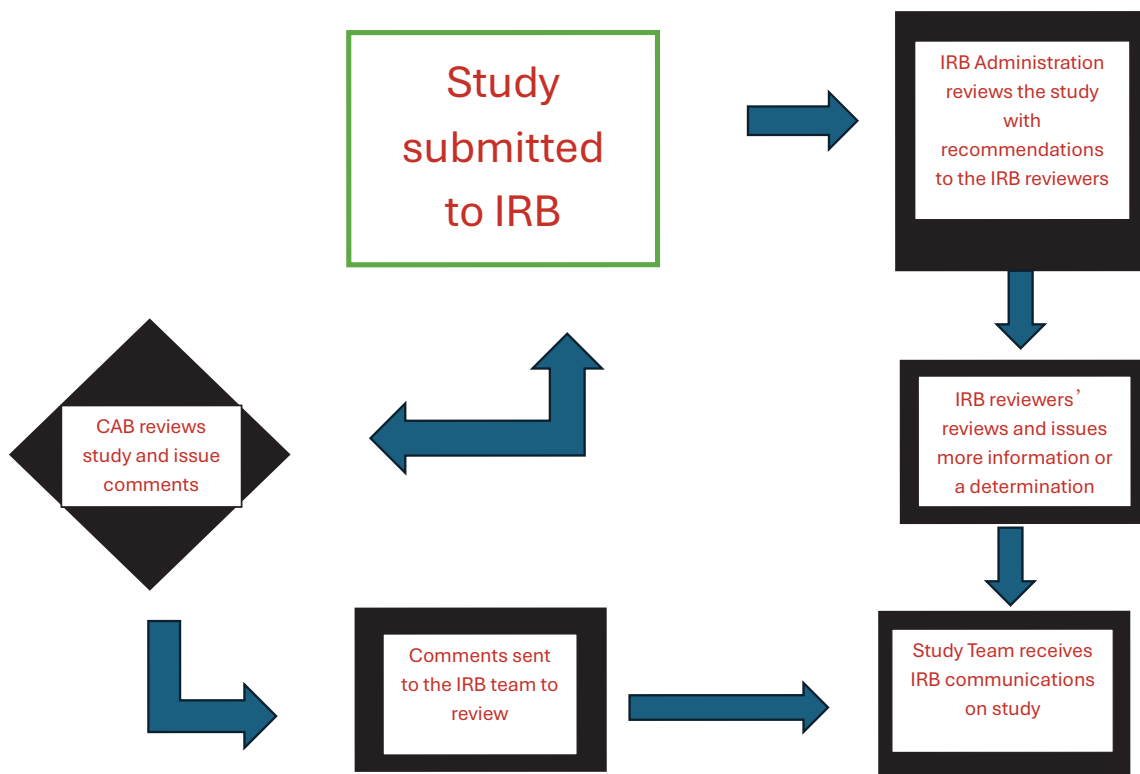 Study
submitted
to IRB
IRB Administration
reviews the study
with
recommendations
to the IRB reviewers
IRB reviewers’
reviews and issues
more information or
a determination
CAB reviews
study and issue
comments
Comments sent
to the IRB team to
review
Study Team receives
IRB communications
on study